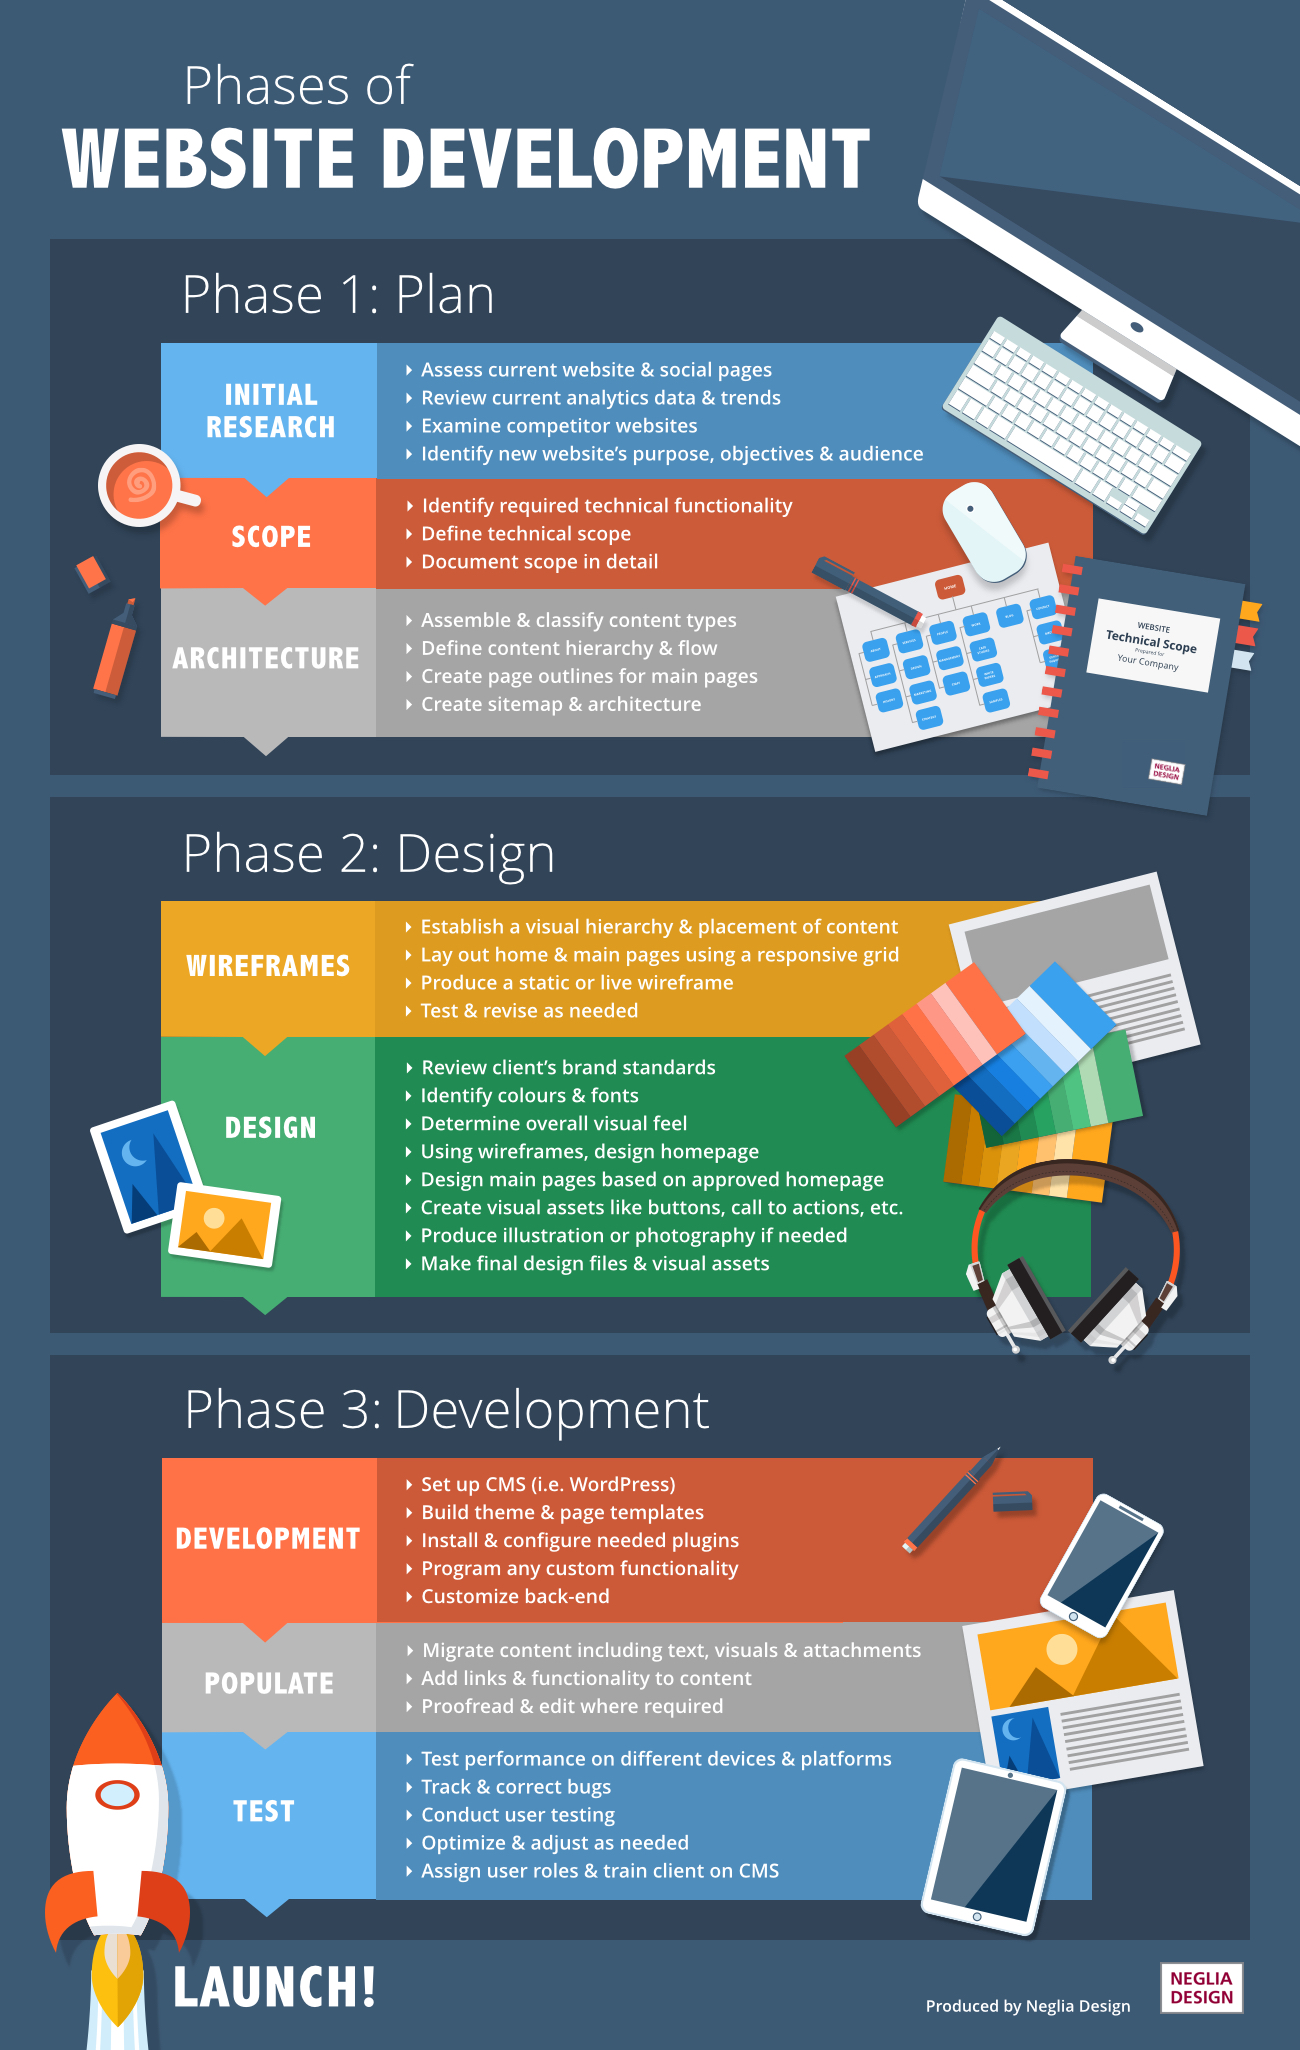 Phases of
WEBSITE DEVELOPMENT
Phase 1: Plan
INITIAL
RESEARCH
Assess current website & social pages
Review current analytics data & trends
Examine competitor websites
Identify new website's purpose, objectives & audience
SCOPE
Identify required technical functionality
Define technical scope
Document scope in detail
ARCHITECTURE
Assemble & classify content types
Define content hierarchy & flow
Create page outlines for main pages
Create sitemap & architecture
HOME
WEBSITE
Technical Scope
Prepared for
Your Company
NEGLIA
DESIGN
Phase 2: Design
WIREFRAMES
Establish a visual hierarchy & placement of content
Lay out home & main pages using a responsive grid
Produce a static or live wireframe
Test & revise as needed
DESIGN
Review client's brand standards
Identify colours & fonts
Determine overall visual feel
Using wireframes, design homepage
Design main pages based on approved homepage
Create visual assets like buttons, call to actions, etc.
Produce illustration or photography if needed
Make final design files & visual assets
Phase 3: Development
DEVELOPMENT
Set up CMS (i.e. WordPress)
Build theme & page templates
Install & configure needed plugins
Program any custom functionality
Customize back-end
POPULATE
Migrate content including text, visuals & attachments
Add links & functionality to content
Proofread & edit where required
TEST
Test performance on different devices & platforms
Track & correct bugs
Conduct user testing
Optimize & adjust as needed
Assign user roles & train client on CMS
LAUNCH!
Produced by Neglia Design
NEGLIA
DESIGN